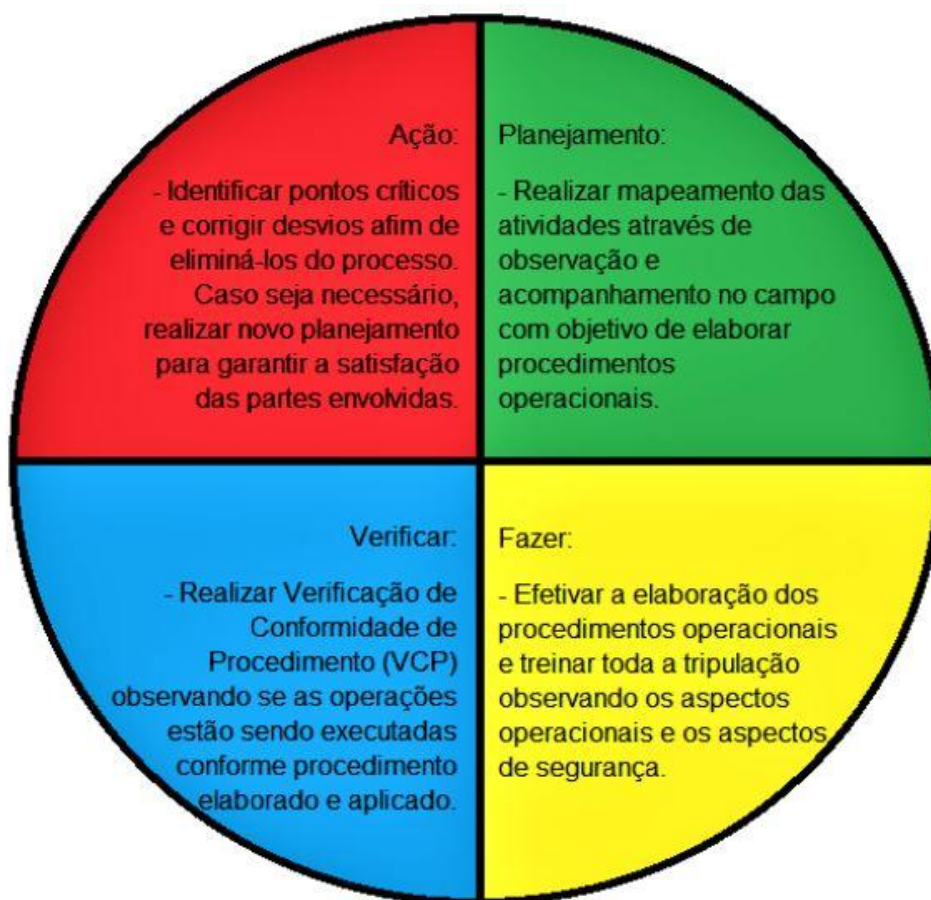 Ação:
- Identificar pontos críticos
e corrigir desvios afim de
eliminá-los do processo.
Caso seja necessário,
realizar novo planejamento
para garantir a satisfação
das partes envolvidas.
Planejamento:
- Realizar mapeamento das
atividades através de
observação e
acompanhamento no campo
com objetivo de elaborar
procedimentos
operacionais.
Verificar:
- Realizar Verificação de
Conformidade de
Procedimento (VCP)
observando se as operações
estão sendo executadas
conforme procedimento
elaborado e aplicado.
Fazer:
- Efetivar a elaboração dos
procedimentos operacionais
e treinar toda a tripulação
observando os aspectos
operacionais e os aspectos
de segurança.